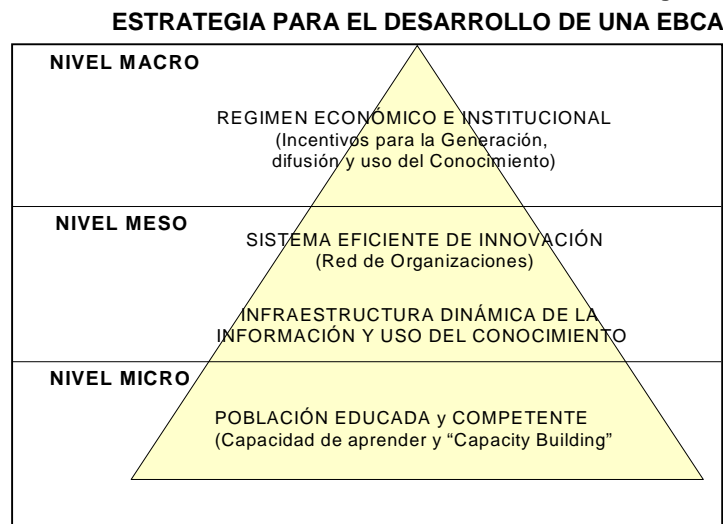 ESTRATEGIA PARA EL DESARROLLO DE UNA EBCA
NIVEL MACRO
REGIMEN ECONÓMICO E INSTITUCIONAL
(Incentivos para la Generación,
difusión y uso del Conocimiento)
NIVEL MESO
SISTEMA EFICIENTE DE INNOVACIÓN
(Red de Organizaciones)
INFRAESTRUCTURA DINÁMICA DE LA
INFORMACIÓN Y USO DEL CONOCIMIENTO
NIVEL MICRO
POBLACIÓN EDUCADA y COMPETENTE
(Capacidad de aprender y “Capacity Building”